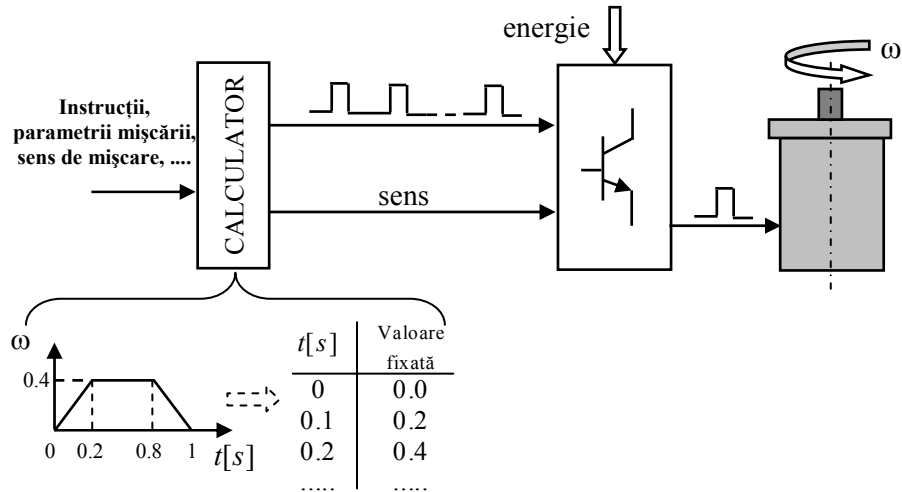 energie
ω
Instrucţii,
parametrii mişcării,
sens de mişcare, ....
CALCULATOR
sens
ω
0.4
0 0.2 0.8 1 t[s]
t[s] Valoare
fixată
0 0.0
0.1 0.2
0.2 0.4
..... .....